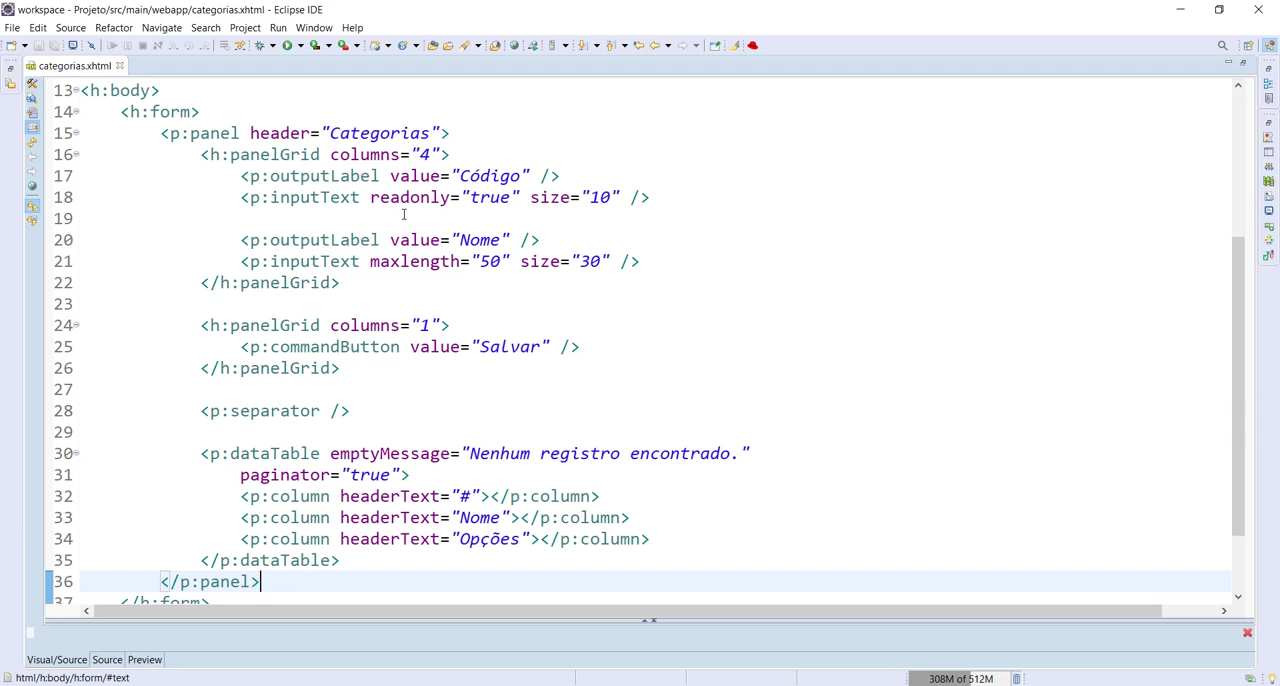 workspace - Projeto/src/main/webapp/categorias.xhtml - Eclipse IDE
File Edit Source Refactor Navigate Search Project Run Window Help
categorias.xhtml
13 <h:body>
14 <h:form>
15 <p:panel header="Categorias">
16 <h:panelGrid columns="4">
17 <p:outputLabel value="Código" />
18 <p:inputText readonly="true" size="10" />
19
20 <p:outputLabel value="Nome" />
21 <p:inputText maxlength="50" size="30" />
22 </h:panelGrid>
23
24 <h:panelGrid columns="1">
25 <p:commandButton value="Salvar" />
26 </h:panelGrid>
27
28 <p:separator />
29
30 <p:dataTable emptyMessage="Nenhum registro encontrado."
31 paginator="true">
32 <p:column headerText="#"></p:column>
33 <p:column headerText="Nome"></p:column>
34 <p:column headerText="Opções"></p:column>
35 </p:dataTable>
36 </p:panel>
37 </h:form>
Visual/Source Source Preview
html/h:body/h:form/#text
308M of 512M